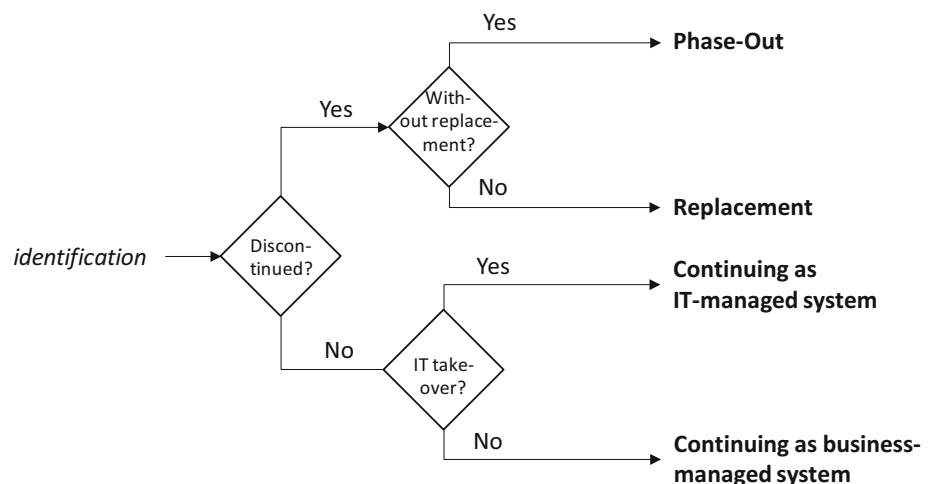 Yes
Phase-Out
Yes
With-
out replace-
ment?
No
Replacement
identification
Discon-
tinued?
Yes
Continuing as
IT-managed system
No
IT take-
over?
No
Continuing as business-
managed system